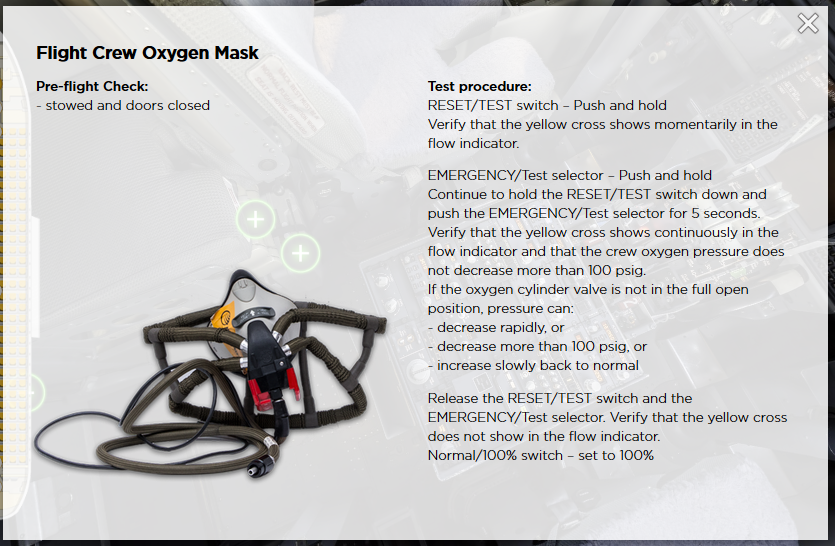 Flight Crew Oxygen Mask
Pre-flight Check:
- stowed and doors closed
Test procedure:
RESET/TEST switch – Push and hold
Verify that the yellow cross shows momentarily in the
flow indicator.
EMERGENCY/Test selector – Push and hold
Continue to hold the RESET/TEST switch down and
push the EMERGENCY/Test selector for 5 seconds.
Verify that the yellow cross shows continuously in the
flow indicator and that the crew oxygen pressure does
not decrease more than 100 psig.
If the oxygen cylinder valve is not in the full open
position, pressure can:
- decrease rapidly, or
- decrease more than 100 psig, or
- increase slowly back to normal
Release the RESET/TEST switch and the
EMERGENCY/Test selector. Verify that the yellow cross
does not show in the flow indicator.
Normal/100% switch – set to 100%